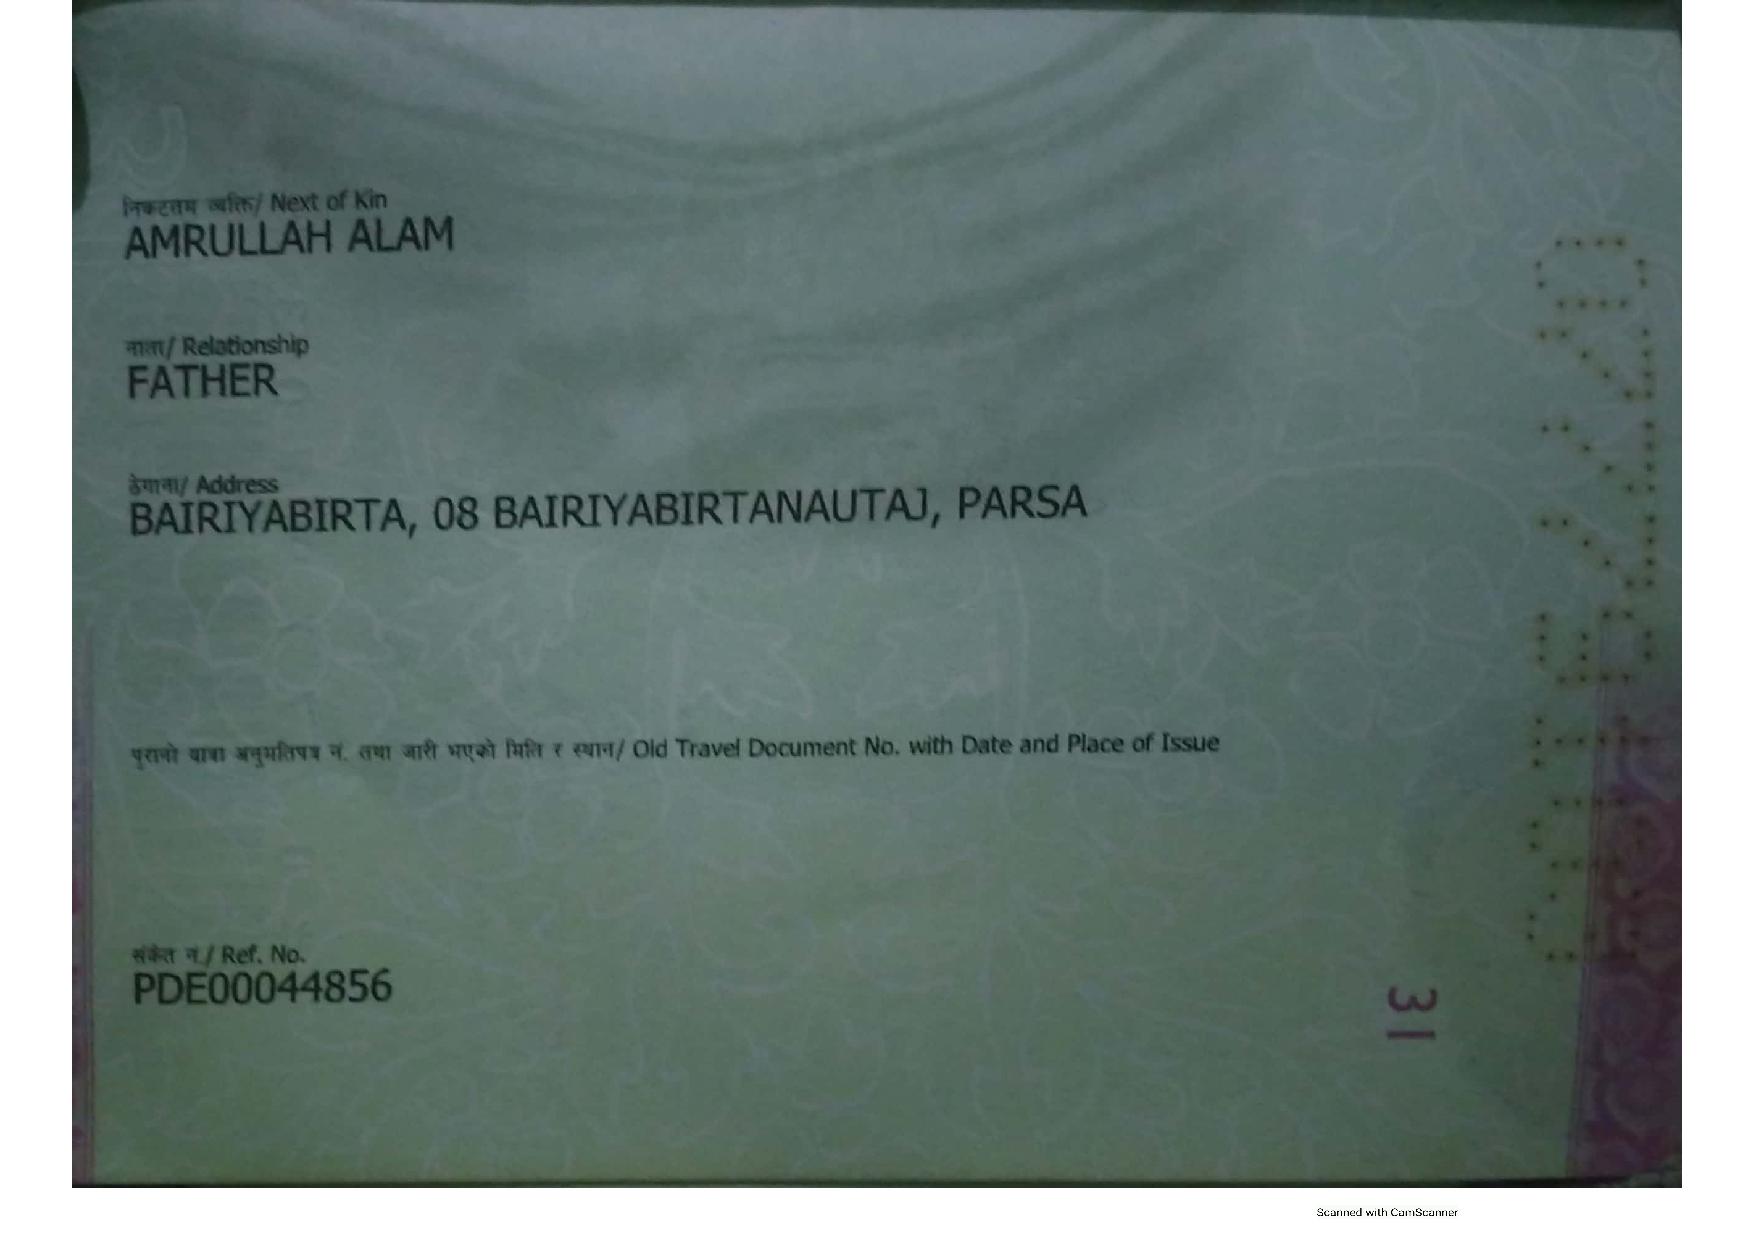 निकटतम व्यक्ति/ Next of Kin
AMRULLAH ALAM
नाता/ Relationship
FATHER
ठेगाना/ Address
BAIRIYABIRTA, 08 BAIRIYABIRTANAUTAJ, PARSA
पुरानो यात्रा अनुमतिपत्र नं. तथा जारी भएको मिति र स्थान/ Old Travel Document No. with Date and Place of Issue
संकेत नं./ Ref. No.
PDE00044856
31
Scanned with CamScanner